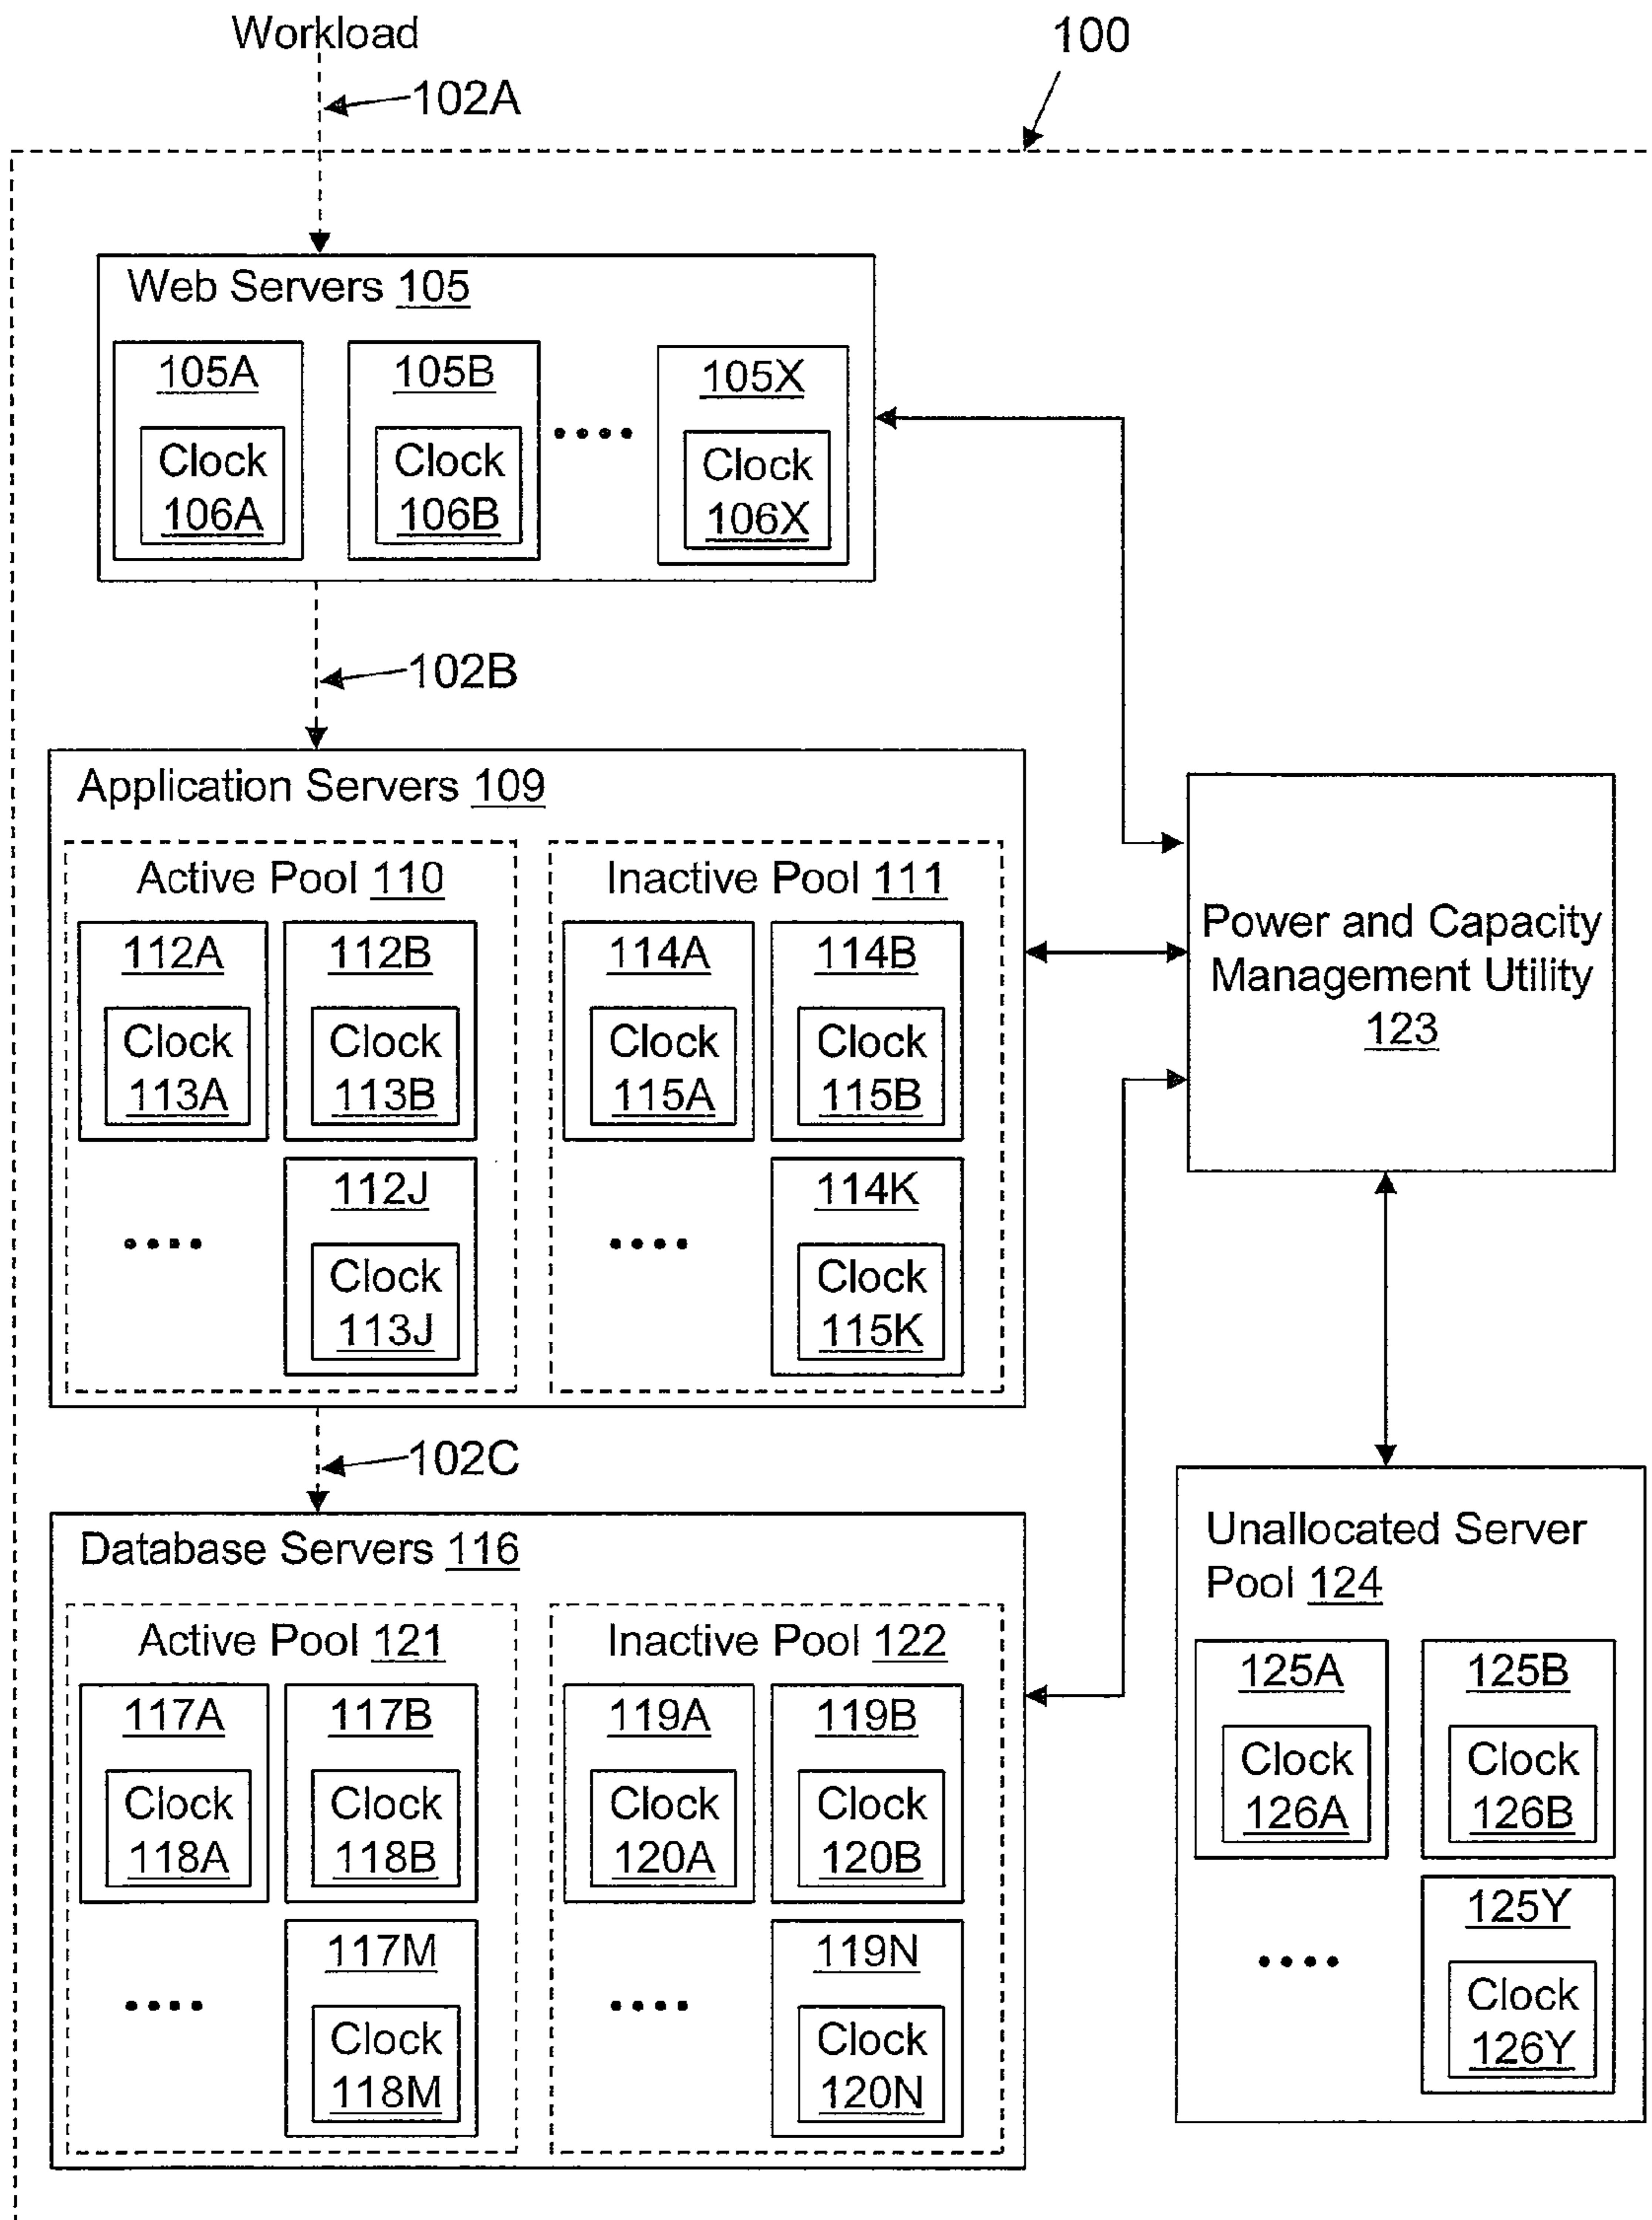 Workload
100
102A
Web Servers 105
105A
105B
105X
Clock
106A
Clock
106B
Clock
106X
102B
Application Servers 109
Active Pool 110
Inactive Pool 111
112A
112B
114A
114B
Clock
113A
Clock
113B
Clock
115A
Clock
115B
112J
114K
Clock
113J
Clock
115K
Power and Capacity
Management Utility
123
102C
Database Servers 116
Active Pool 121
Inactive Pool 122
117A
117B
119A
119B
Clock
118A
Clock
118B
Clock
120A
Clock
120B
117M
119N
Clock
118M
Clock
120N
Unallocated Server
Pool 124
125A
125B
Clock
126A
Clock
126B
125Y
Clock
126Y